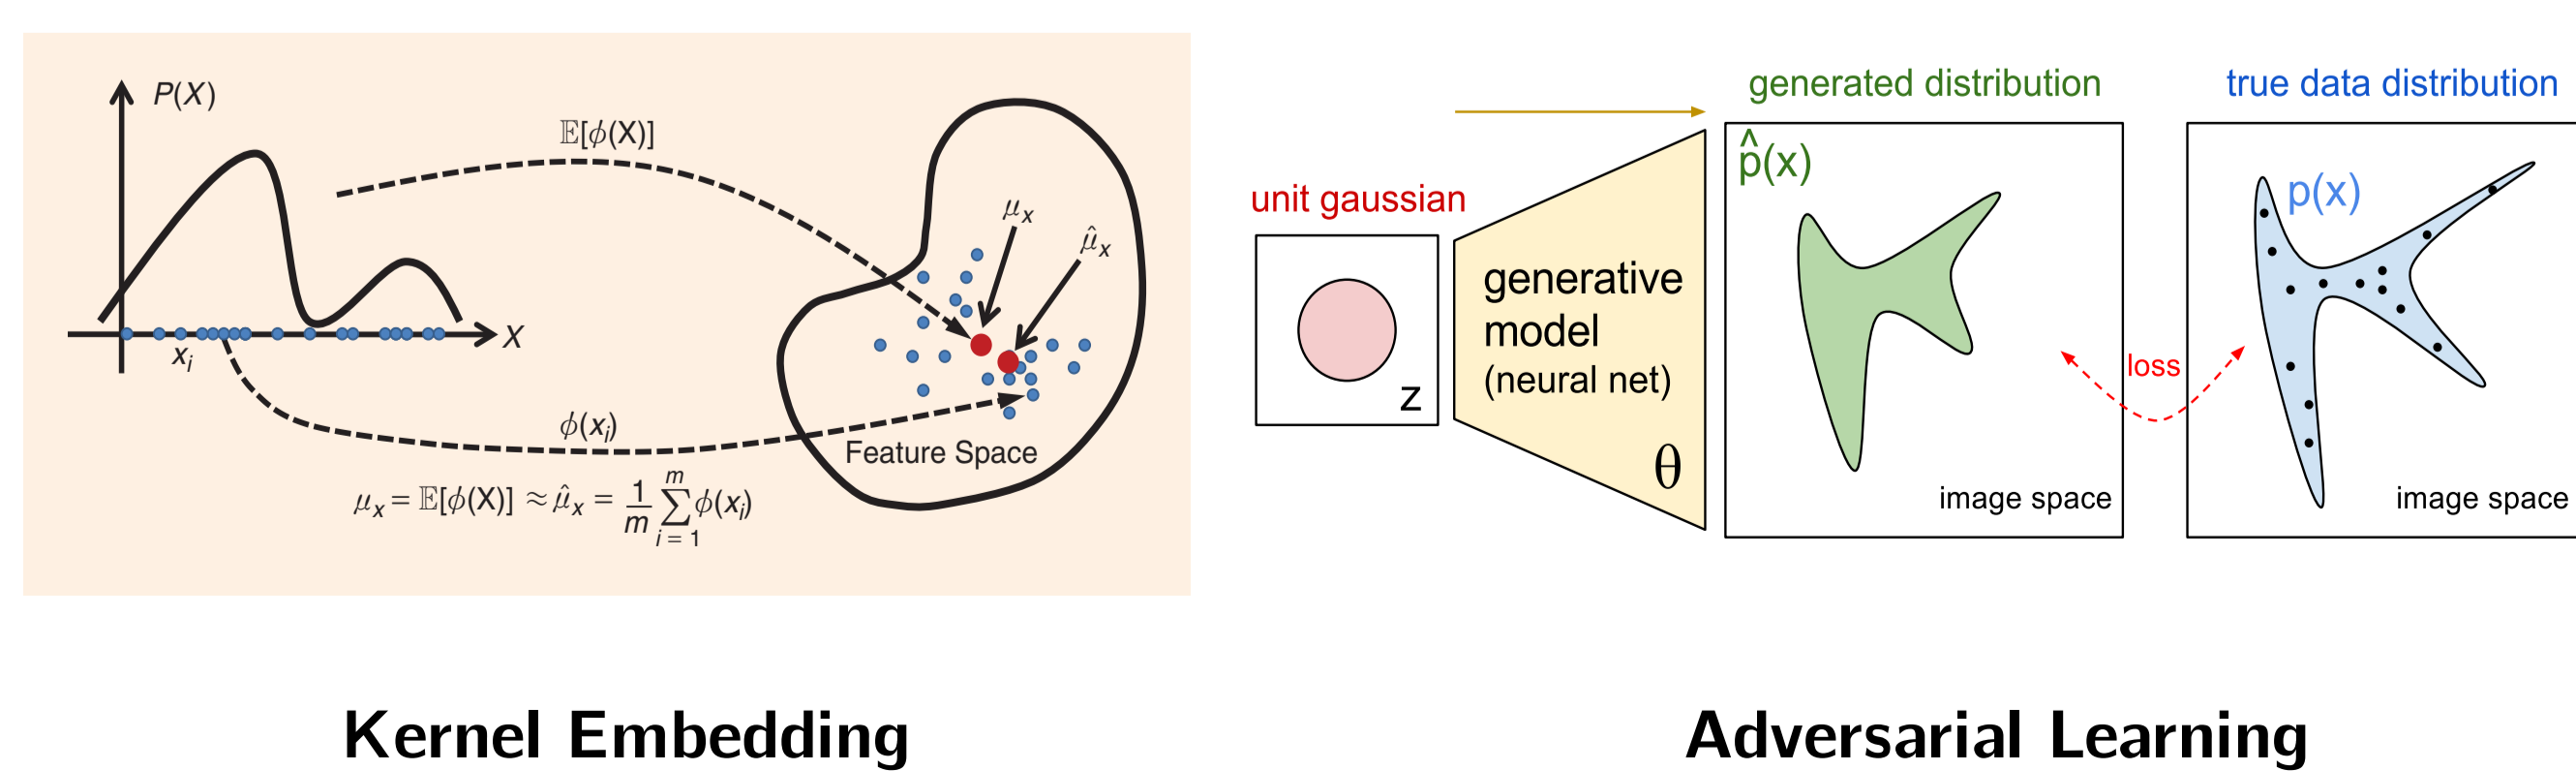 P(X)
𝔼[ϕ(X)]
μx
μ̂x
X
xi
ϕ(xi)
Feature Space
μx = 𝔼[ϕ(X)] ≈ μ̂x = 1/m ∑_{i = 1}^{m} ϕ(xi)
Kernel Embedding
generated distribution
true data distribution
p̂(x)
p(x)
unit gaussian
generative
model
(neural net)
z
θ
loss
image space
image space
Adversarial Learning